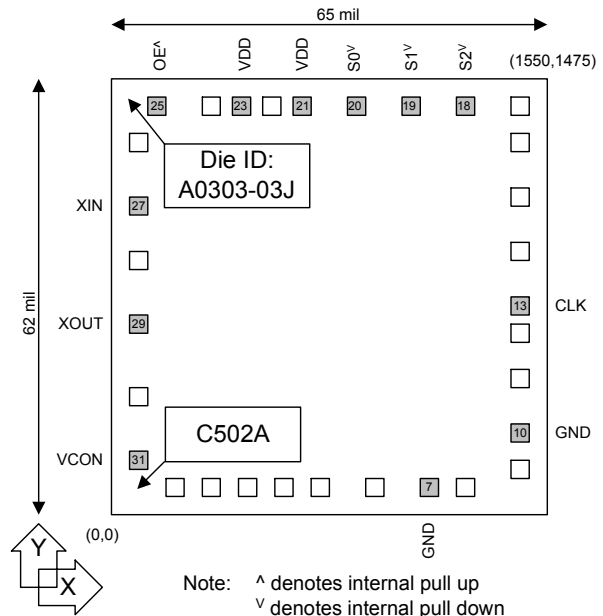 65 mil
OE^
VDD
VDD
S0V
S1V
S2V
(1550,1475)
25
23
21
20
19
18
Die ID:
A0303-03J
XIN
27
62 mil
13
CLK
XOUT
29
C502A
10
GND
VCON
31
7
(0,0)
GND
Y
X
Note: ^ denotes internal pull up
V denotes internal pull down